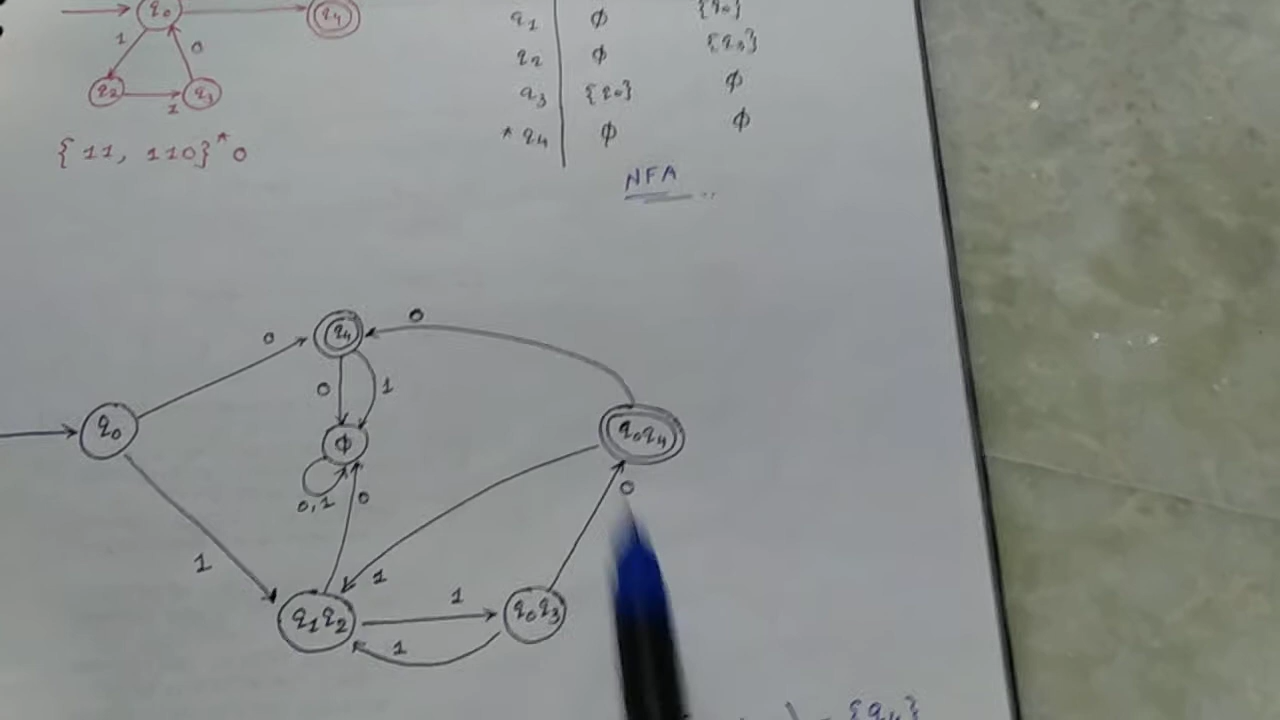 q0 q4
1 0
q2 1 q3
{11, 110}*0
q1 ϕ {q0}
q2 ϕ {q3}
q3 {q0} ϕ
*q4 ϕ ϕ
NFA
0 q4 0
0 1
q0 ϕ q0q4
0,1 0 0
1 1
q1q2 1 q0q3
1
{q4}